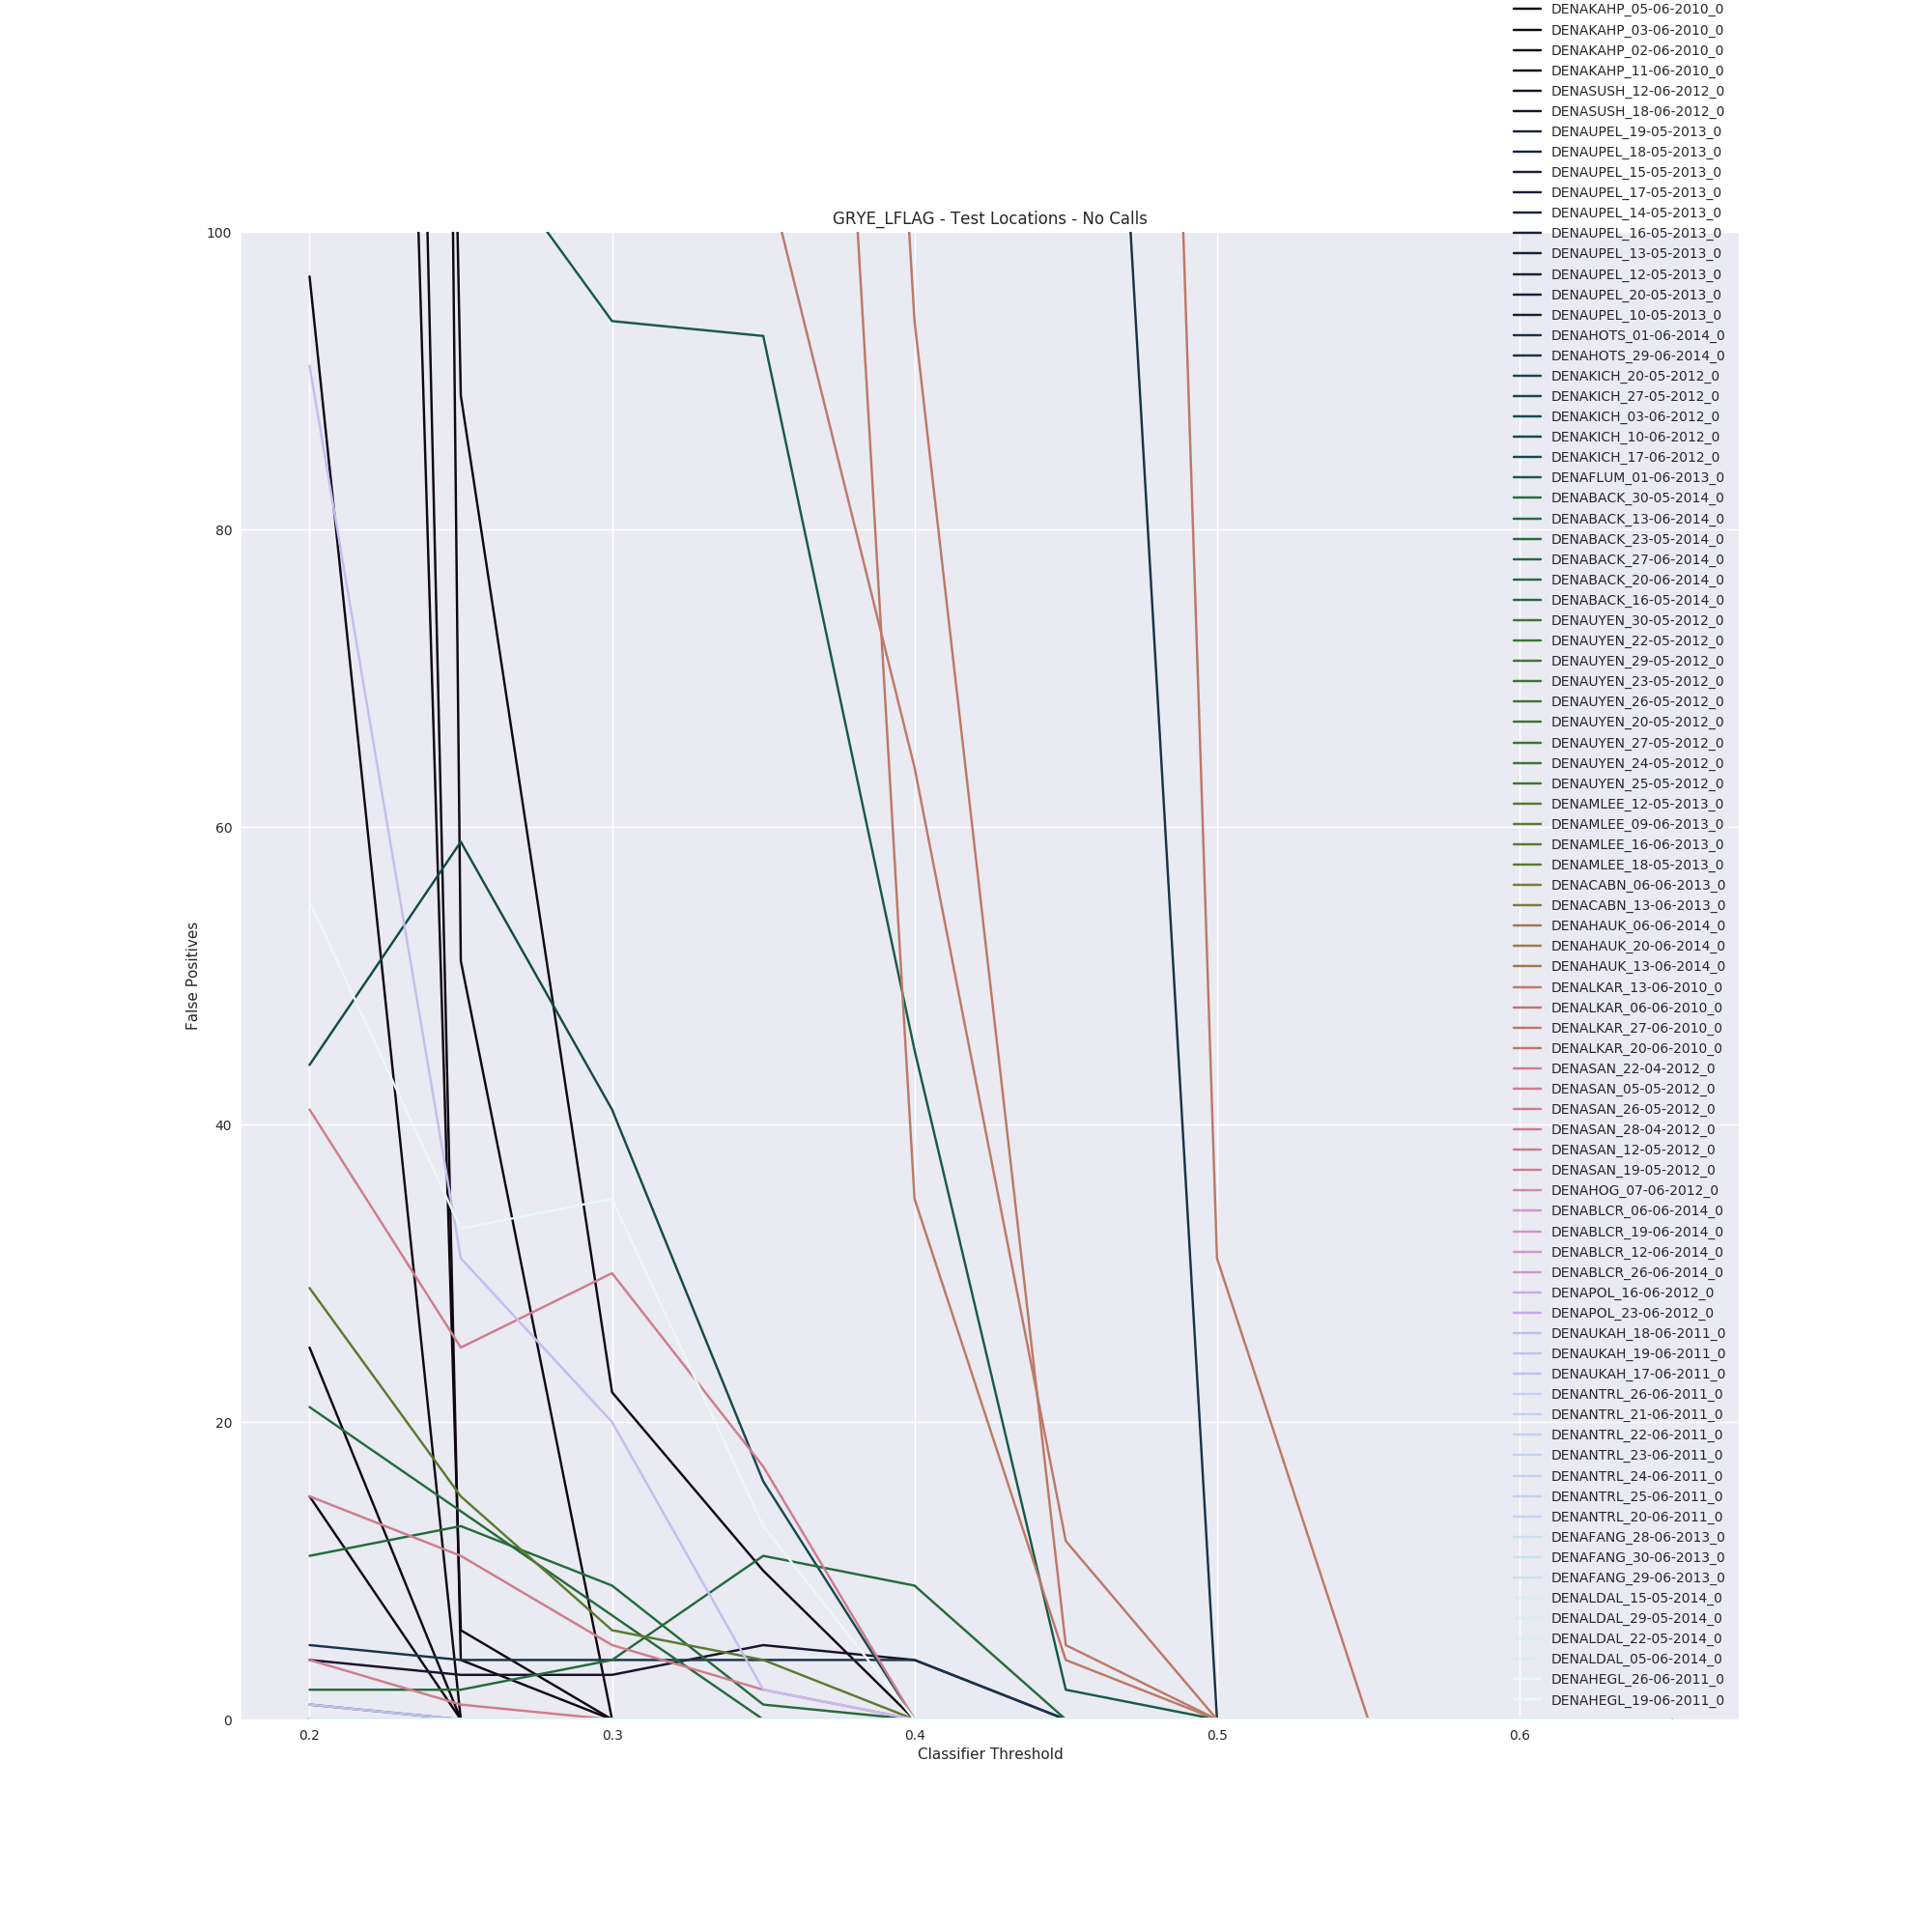 DENAKAHP_05-06-2010_0
DENAKAHP_03-06-2010_0
DENAKAHP_02-06-2010_0
DENAKAHP_11-06-2010_0
DENASUSH_12-06-2012_0
DENASUSH_18-06-2012_0
DENAUPEL_19-05-2013_0
DENAUPEL_18-05-2013_0
DENAUPEL_15-05-2013_0
DENAUPEL_17-05-2013_0
DENAUPEL_14-05-2013_0
DENAUPEL_16-05-2013_0
DENAUPEL_13-05-2013_0
DENAUPEL_12-05-2013_0
DENAUPEL_20-05-2013_0
DENAUPEL_10-05-2013_0
DENAHOTS_01-06-2014_0
DENAHOTS_29-06-2014_0
DENAKICH_20-05-2012_0
DENAKICH_27-05-2012_0
DENAKICH_03-06-2012_0
DENAKICH_10-06-2012_0
DENAKICH_17-06-2012_0
DENAFLUM_01-06-2013_0
DENABACK_30-05-2014_0
DENABACK_13-06-2014_0
DENABACK_23-05-2014_0
DENABACK_27-06-2014_0
DENABACK_20-06-2014_0
DENABACK_16-05-2014_0
DENAUYEN_30-05-2012_0
DENAUYEN_22-05-2012_0
DENAUYEN_29-05-2012_0
DENAUYEN_23-05-2012_0
DENAUYEN_26-05-2012_0
DENAUYEN_20-05-2012_0
DENAUYEN_27-05-2012_0
DENAUYEN_24-05-2012_0
DENAUYEN_25-05-2012_0
DENAMLEE_12-05-2013_0
DENAMLEE_09-06-2013_0
DENAMLEE_16-06-2013_0
DENAMLEE_18-05-2013_0
DENACABN_06-06-2013_0
DENACABN_13-06-2013_0
DENAHAUK_06-06-2014_0
DENAHAUK_20-06-2014_0
DENAHAUK_13-06-2014_0
DENALKAR_13-06-2010_0
DENALKAR_06-06-2010_0
DENALKAR_27-06-2010_0
DENALKAR_20-06-2010_0
DENASAN_22-04-2012_0
DENASAN_05-05-2012_0
DENASAN_26-05-2012_0
DENASAN_28-04-2012_0
DENASAN_12-05-2012_0
DENASAN_19-05-2012_0
DENAHOG_07-06-2012_0
DENABLCR_06-06-2014_0
DENABLCR_19-06-2014_0
DENABLCR_12-06-2014_0
DENABLCR_26-06-2014_0
DENAPOL_16-06-2012_0
DENAPOL_23-06-2012_0
DENAUKAH_18-06-2011_0
DENAUKAH_19-06-2011_0
DENAUKAH_17-06-2011_0
DENANTRL_26-06-2011_0
DENANTRL_21-06-2011_0
DENANTRL_22-06-2011_0
DENANTRL_23-06-2011_0
DENANTRL_24-06-2011_0
DENANTRL_25-06-2011_0
DENANTRL_20-06-2011_0
DENAFANG_28-06-2013_0
DENAFANG_30-06-2013_0
DENAFANG_29-06-2013_0
DENALDAL_15-05-2014_0
DENALDAL_29-05-2014_0
DENALDAL_22-05-2014_0
DENALDAL_05-06-2014_0
DENAHEGL_26-06-2011_0
DENAHEGL_19-06-2011_0
GRYE_LFLAG - Test Locations - No Calls
100
80
60
40
20
0
False Positives
0.2
0.3
0.4
0.5
0.6
Classifier Threshold